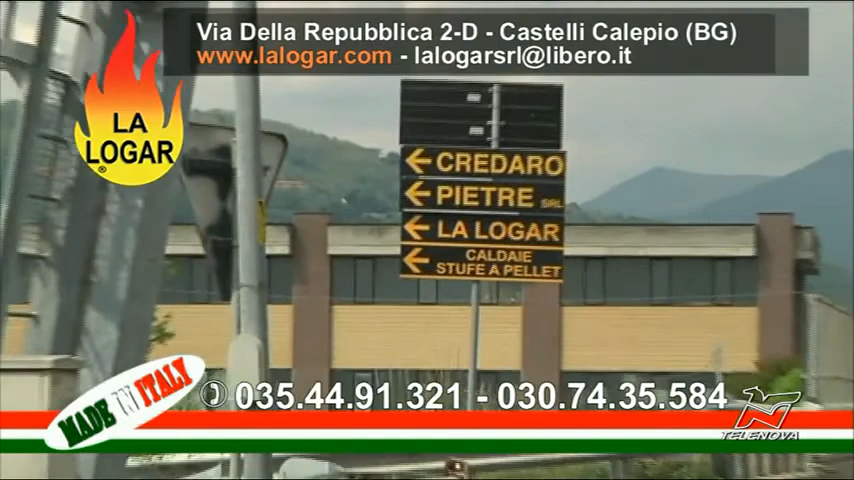 Via Della Repubblica 2-D - Castelli Calepio (BG)
www.lalogar.com - lalogarsrl@libero.it
LA
LOGAR
®
CREDARO
PIETRE SRL
LA LOGAR
CALDAIE
STUFE A PELLET
MADE IN ITALY
035.44.91.321 - 030.74.35.584
TELENOVA